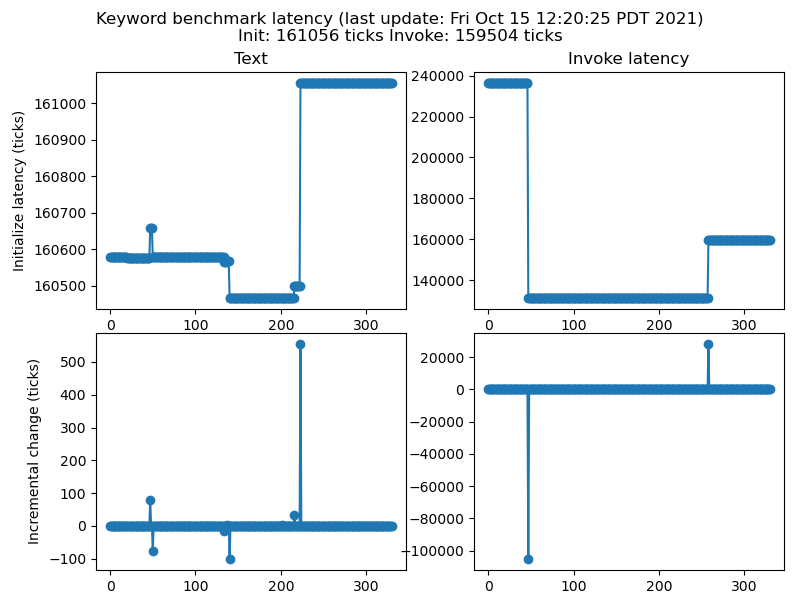 Keyword benchmark latency (last update: Fri Oct 15 12:20:25 PDT 2021)
Init: 161056 ticks Invoke: 159504 ticks
Text
Invoke latency
Initialize latency (ticks)
161000
160900
160800
160700
160600
160500
0 100 200 300
240000
220000
200000
180000
160000
140000
0 100 200 300
Incremental change (ticks)
500
400
300
200
100
0
−100
0 100 200 300
20000
0
−20000
−40000
−60000
−80000
−100000
0 100 200 300